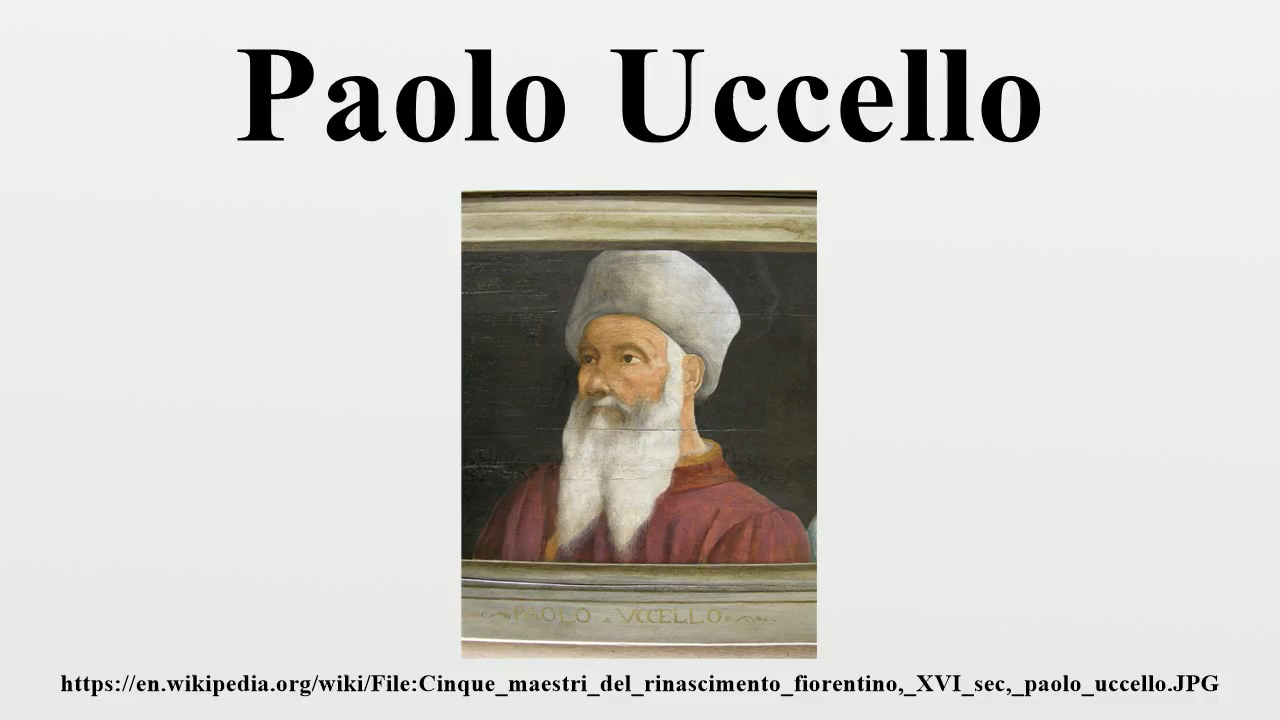 Paolo Uccello
PAOLO VCCELLO
https://en.wikipedia.org/wiki/File:Cinque_maestri_del_rinascimento_fiorentino,_XVI_sec,_paolo_uccello.JPG